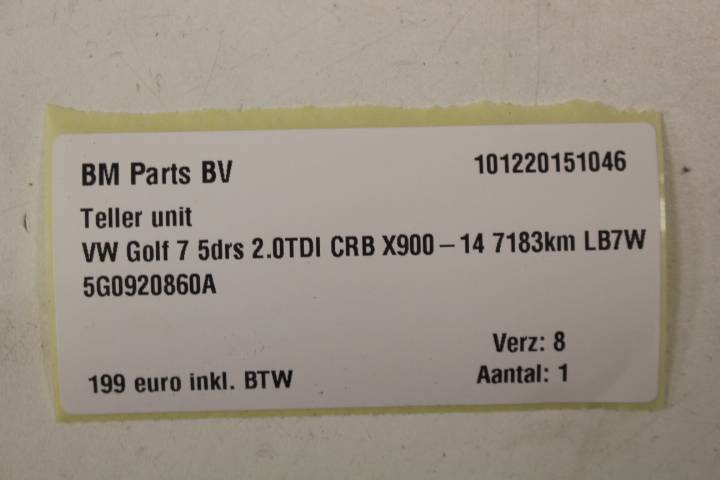 BM Parts BV 101220151046
Teller unit
VW Golf 7 5drs 2.0TDI CRB X900 – 14 7183km LB7W
5G0920860A
Verz: 8
199 euro inkl. BTW Aantal: 1